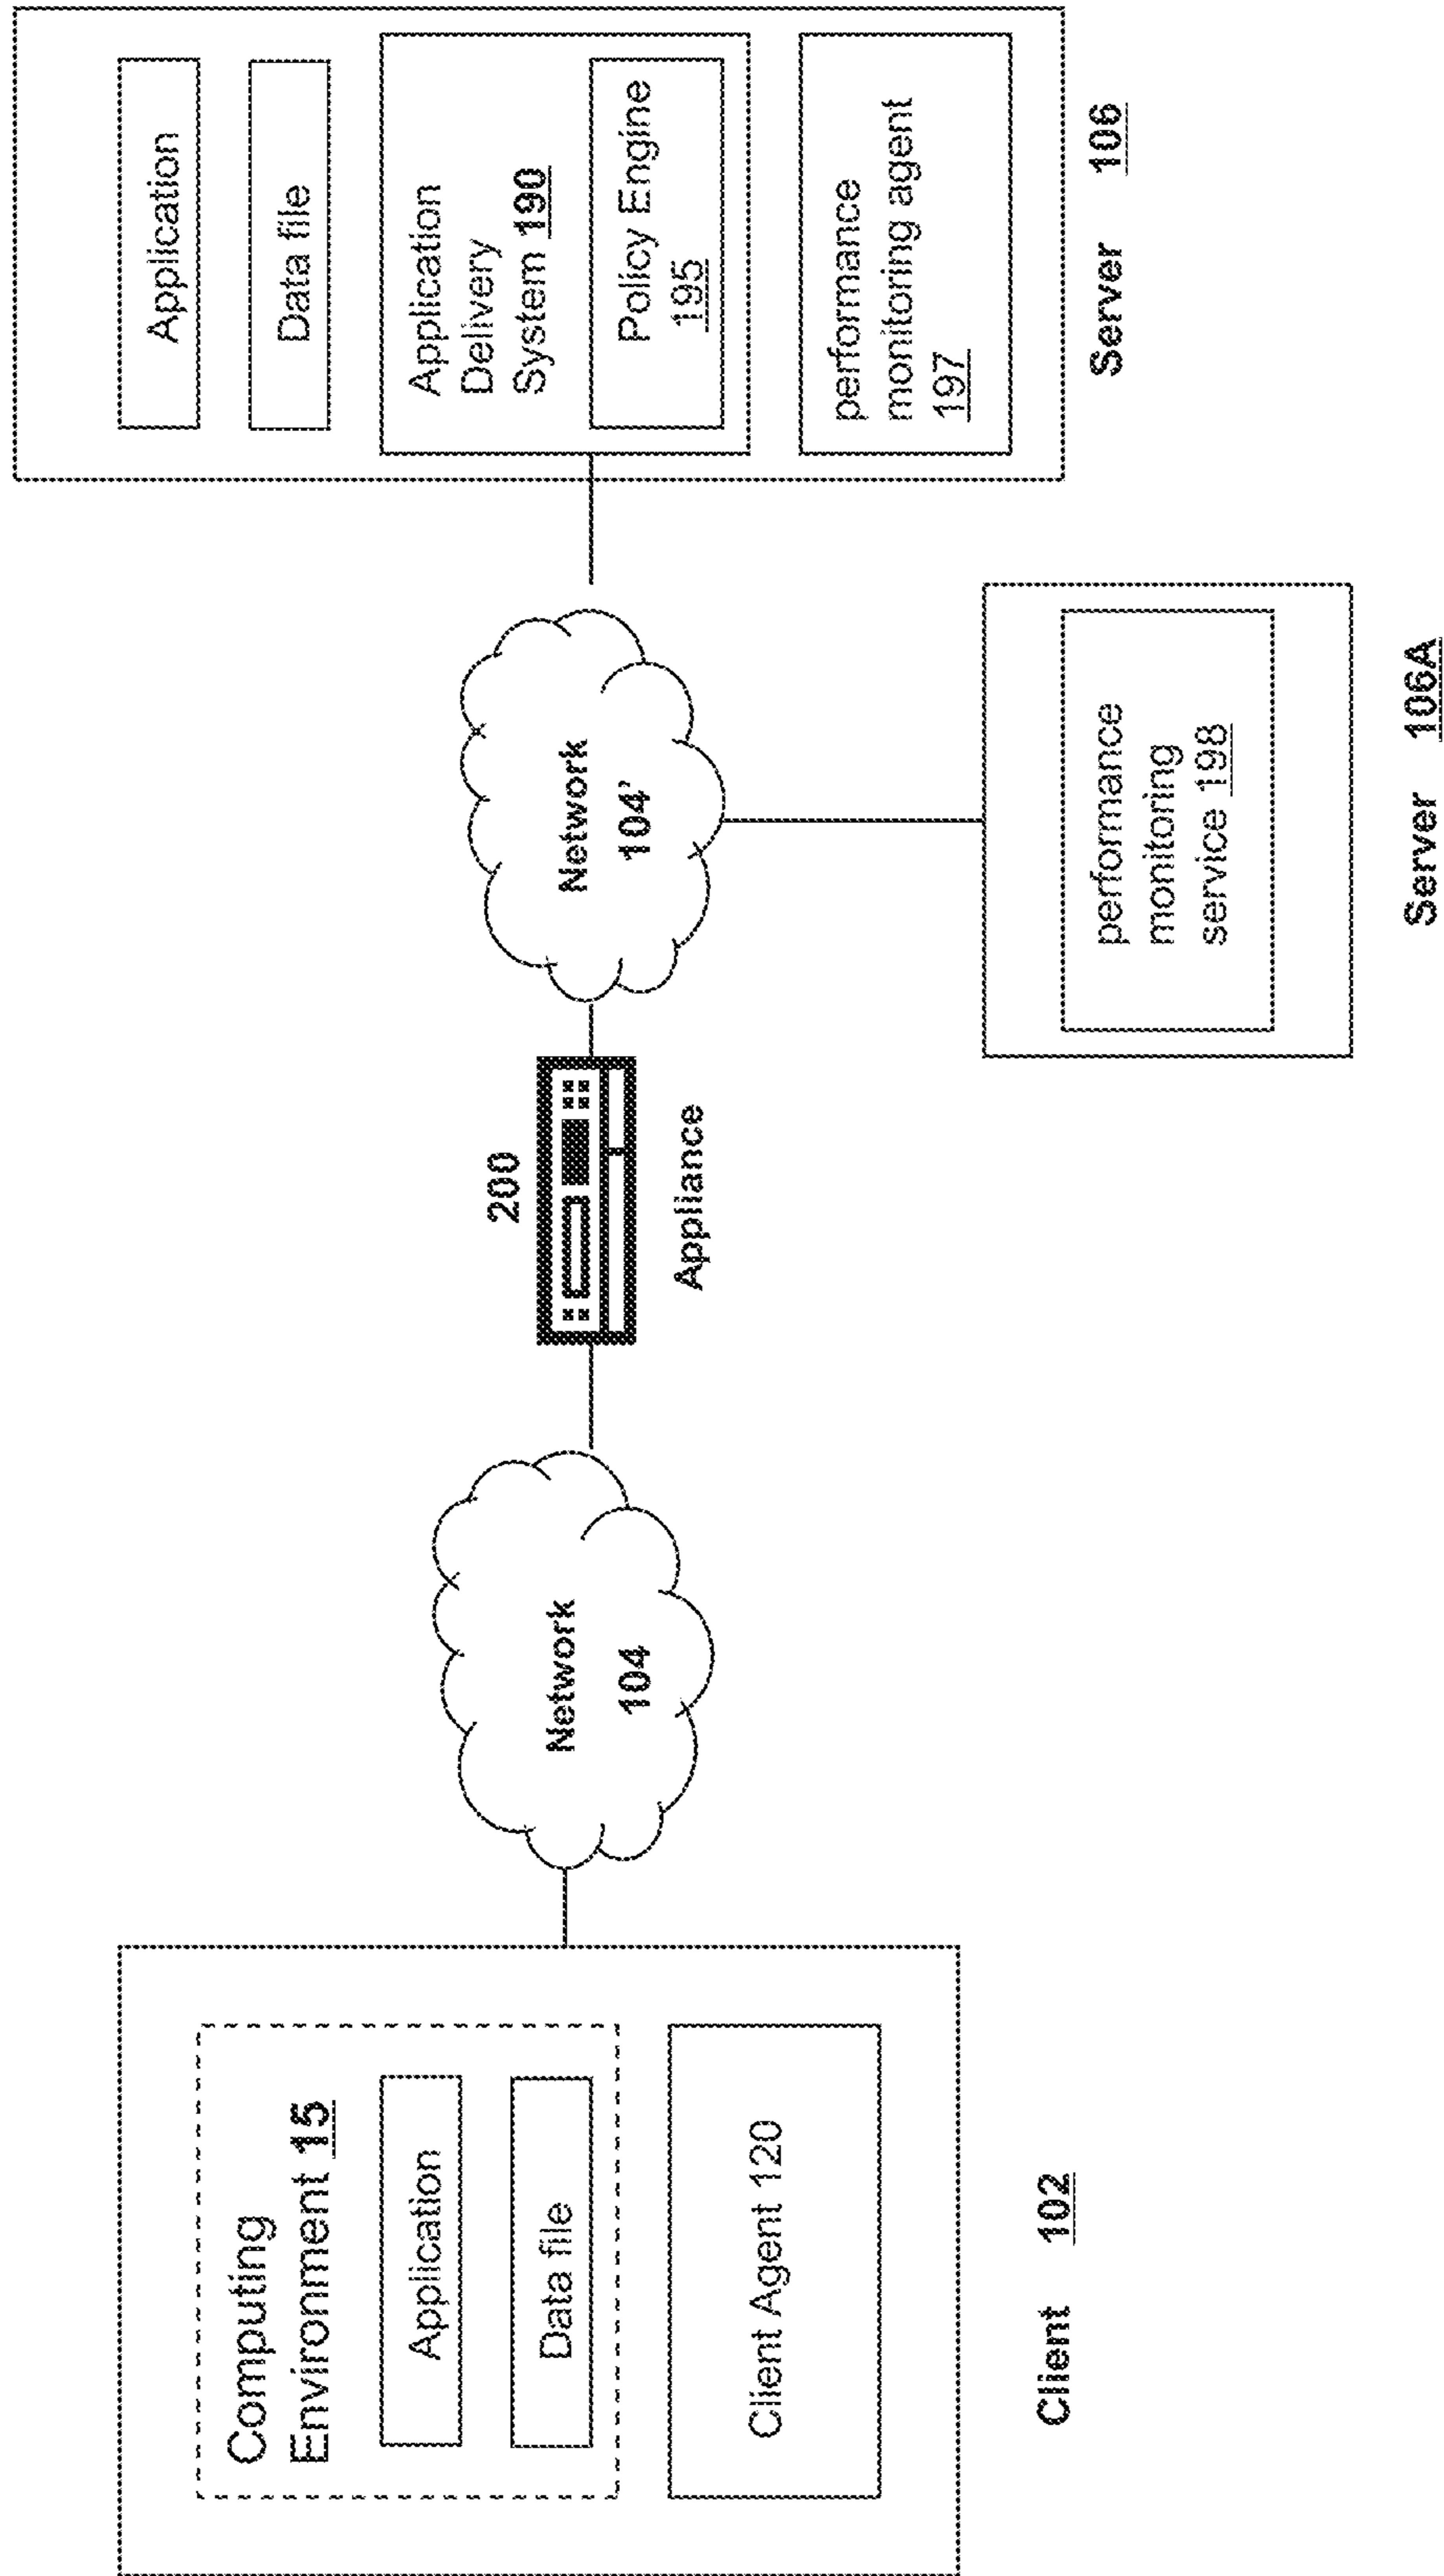 Computing
Environment 15
Application
Data file
Client Agent 120
Client 102
Network
104
200
Appliance
Network
104'
performance
monitoring
service 198
Server 106A
Application
Data file
Application
Delivery
System 190
Policy Engine
195
performance
monitoring agent
197
Server 106